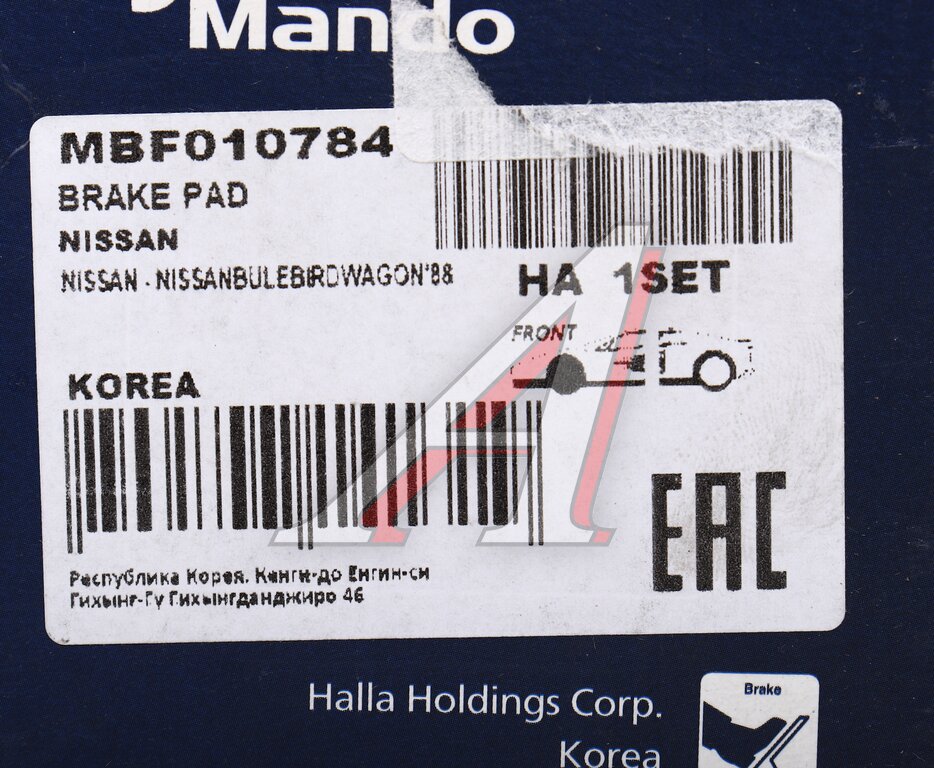 Mando
MBF010784
BRAKE PAD
NISSAN
NISSAN - NISSANBULEBIRDWAGON'88
HA 1SET
FRONT
KOREA
EAC
Республика Корея. Кенги-до Енгин-си
Гихынг-Гу Гихынгданджиро 46
Halla Holdings Corp.
Korea
Brake